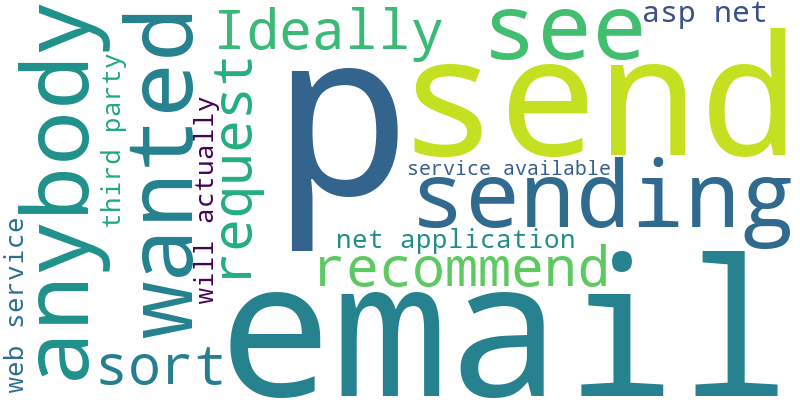 anybody
wanted
Ideally
see
asp net
third party
request
p
send
will actually
service available
sending
web service
net application
recommend
sort
email